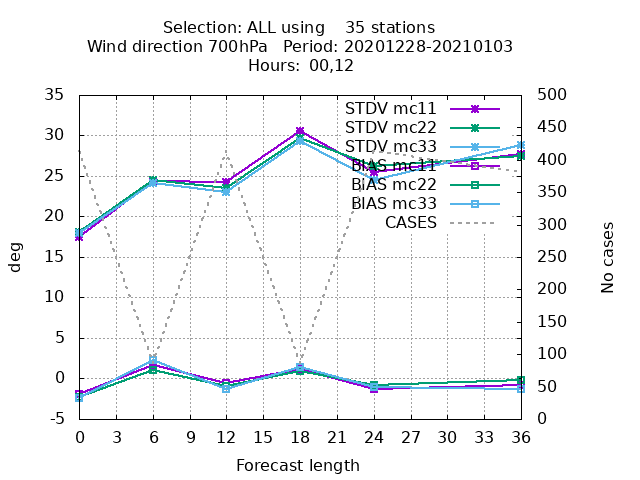 Selection: ALL using 35 stations
Wind direction 700hPa Period: 20201228-20210103
Hours: 00,12
35
30
25
20
15
10
5
0
-5
deg
500
450
400
350
300
250
200
150
100
50
0
No cases
STDV mc11
STDV mc22
STDV mc33
BIAS mc11
BIAS mc22
BIAS mc33
CASES
0 3 6 9 12 15 18 21 24 27 30 33 36
Forecast length